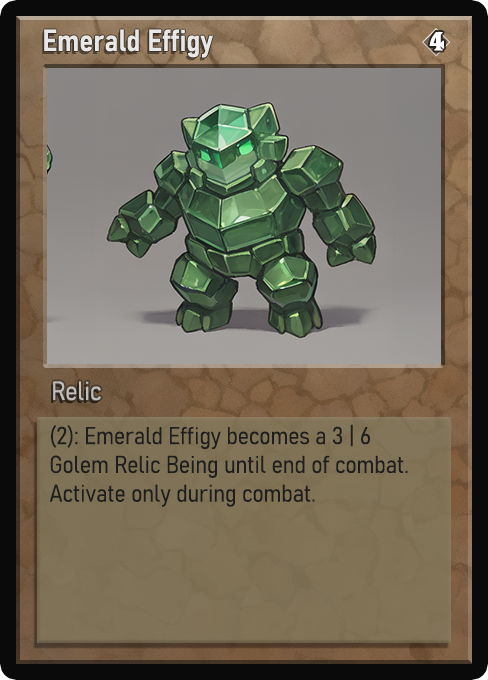 Emerald Effigy 4
Relic
(2): Emerald Effigy becomes a 3 | 6
Golem Relic Being until end of combat.
Activate only during combat.